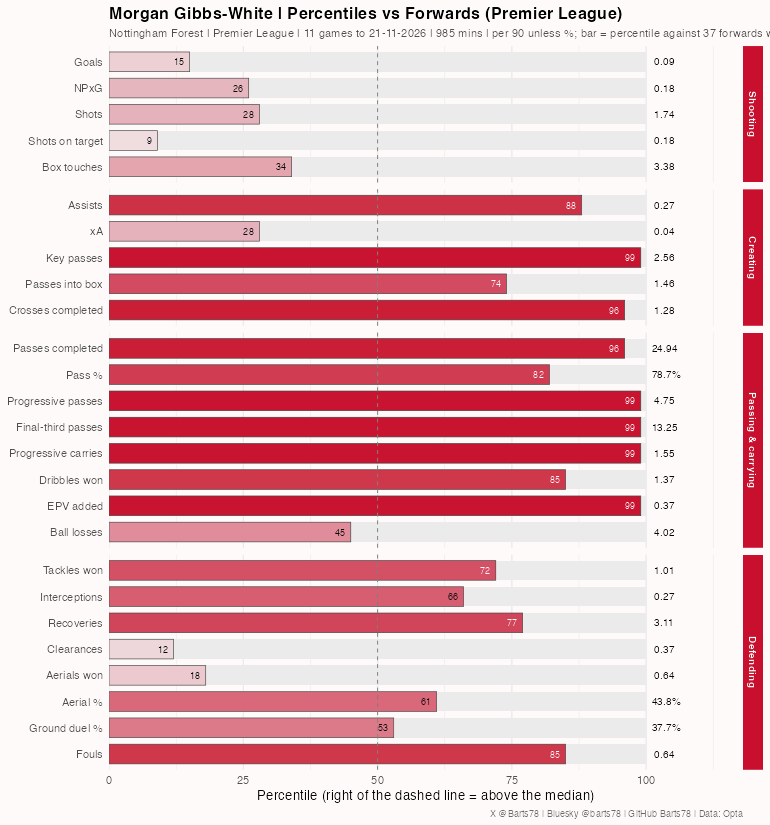 Morgan Gibbs-White | Percentiles vs Forwards (Premier League)
Nottingham Forest | Premier League | 11 games to 21-11-2026 | 985 mins | per 90 unless %; bar = percentile against 37 forwards
Goals 15 0.09
NPxG 26 0.18
Shots 28 1.74
Shots on target 9 0.18
Box touches 34 3.38
Shooting
Assists 88 0.27
xA 28 0.04
Key passes 99 2.56
Passes into box 74 1.46
Crosses completed 96 1.28
Creating
Passes completed 96 24.94
Pass % 82 78.7%
Progressive passes 99 4.75
Final-third passes 99 13.25
Progressive carries 99 1.55
Dribbles won 85 1.37
EPV added 99 0.37
Ball losses 45 4.02
Passing & carrying
Tackles won 72 1.01
Interceptions 66 0.27
Recoveries 77 3.11
Clearances 12 0.37
Aerials won 18 0.64
Aerial % 61 43.8%
Ground duel % 53 37.7%
Fouls 85 0.64
Defending
0 25 50 75 100
Percentile (right of the dashed line = above the median)
X @Barts78 | Bluesky @barts78 | GitHub Barts78 | Data: Opta